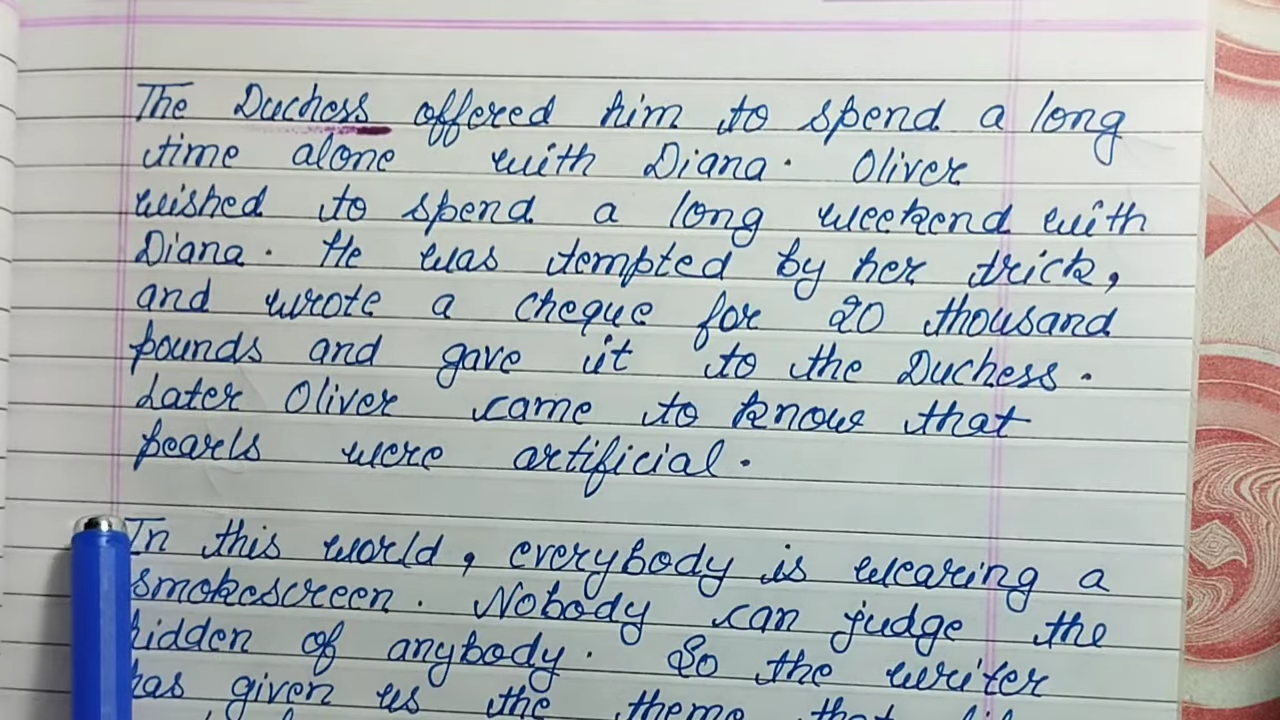 The Duchess offered him to spend a long
time alone with Diana. Oliver
wished to spend a long weekend with
Diana. He was tempted by her trick,
and wrote a cheque for 20 thousand
pounds and gave it to the Duchess.
Later Oliver came to know that
pearls were artificial.
In this world, everybody is wearing a
smokescreen. Nobody can judge the
hidden of anybody. So the writer
has given us the theme that